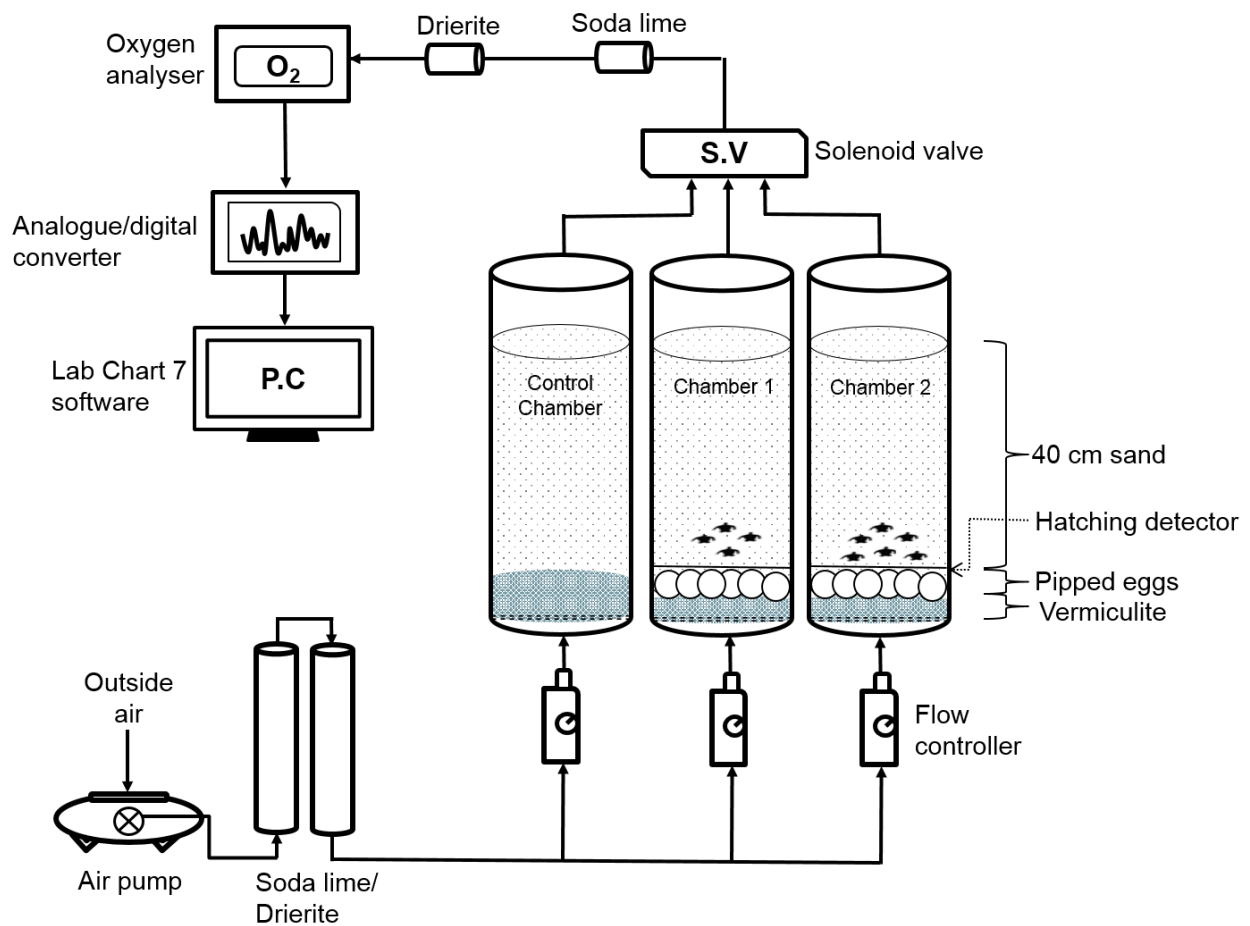 Drierite
Soda lime
Oxygen
analyser
O2
S.V
Solenoid valve
Analogue/digital
converter
Lab Chart 7
software
P.C
Control
Chamber
Chamber 1
Chamber 2
40 cm sand
Hatching detector
Pipped eggs
Vermiculite
Outside
air
Flow
controller
Air pump
Soda lime/
Drierite